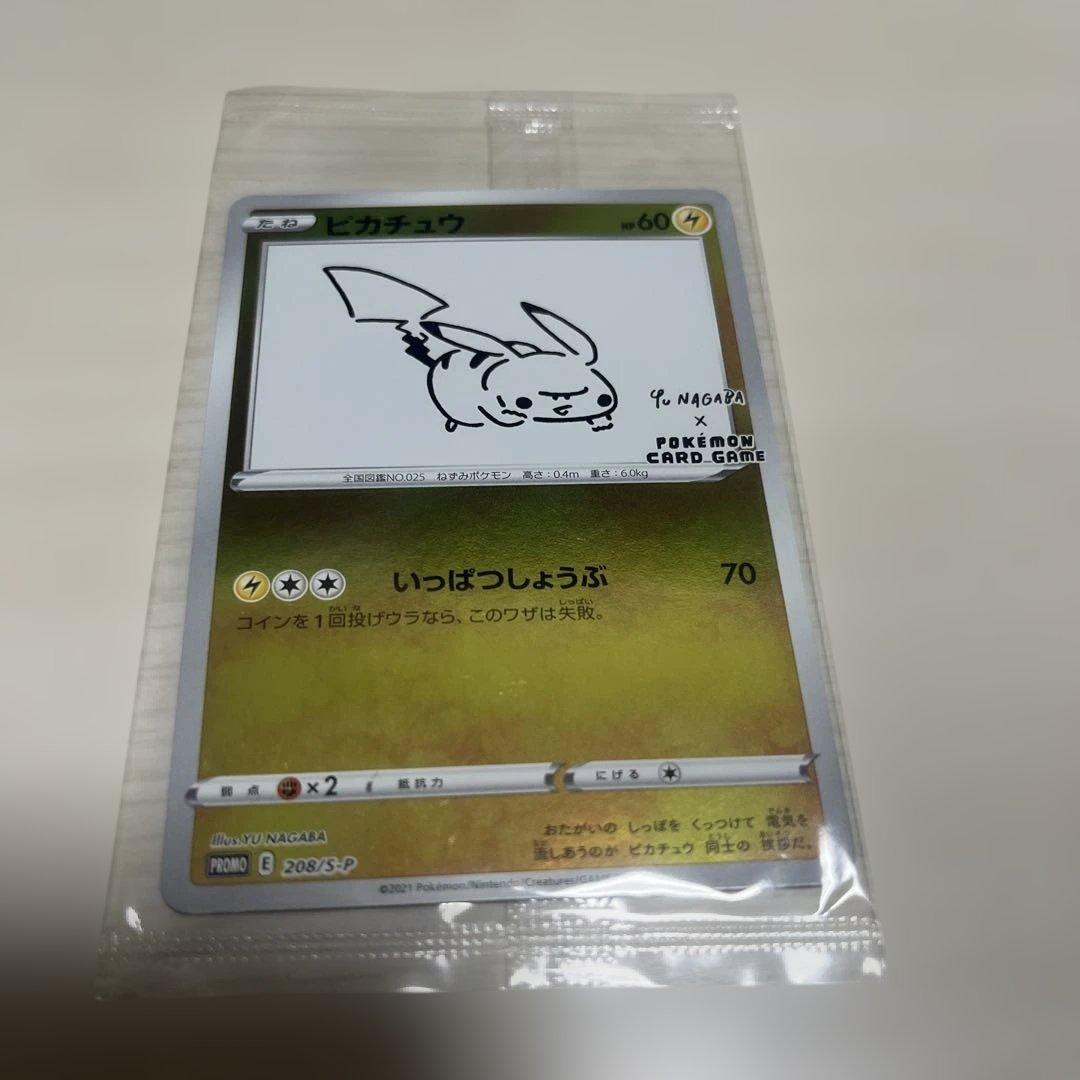 たね ピカチュウ HP60
Yu NAGABA
×
POKÉMON
CARD GAME
全国図鑑NO.025 ねずみポケモン 高さ:0.4m 重さ:6.0kg
いっぱつしょうぶ 70
コインを1回投げウラなら、このワザは失敗。
弱点 ×2 抵抗力 にげる
おたがいの しっぽを くっつけて 電気を
流しあうのが ピカチュウ 同士の 挨拶だ。
Illus. YU NAGABA
PROMO E 208/S-P
©2021 Pokémon/Nintendo/Creatures/GAM